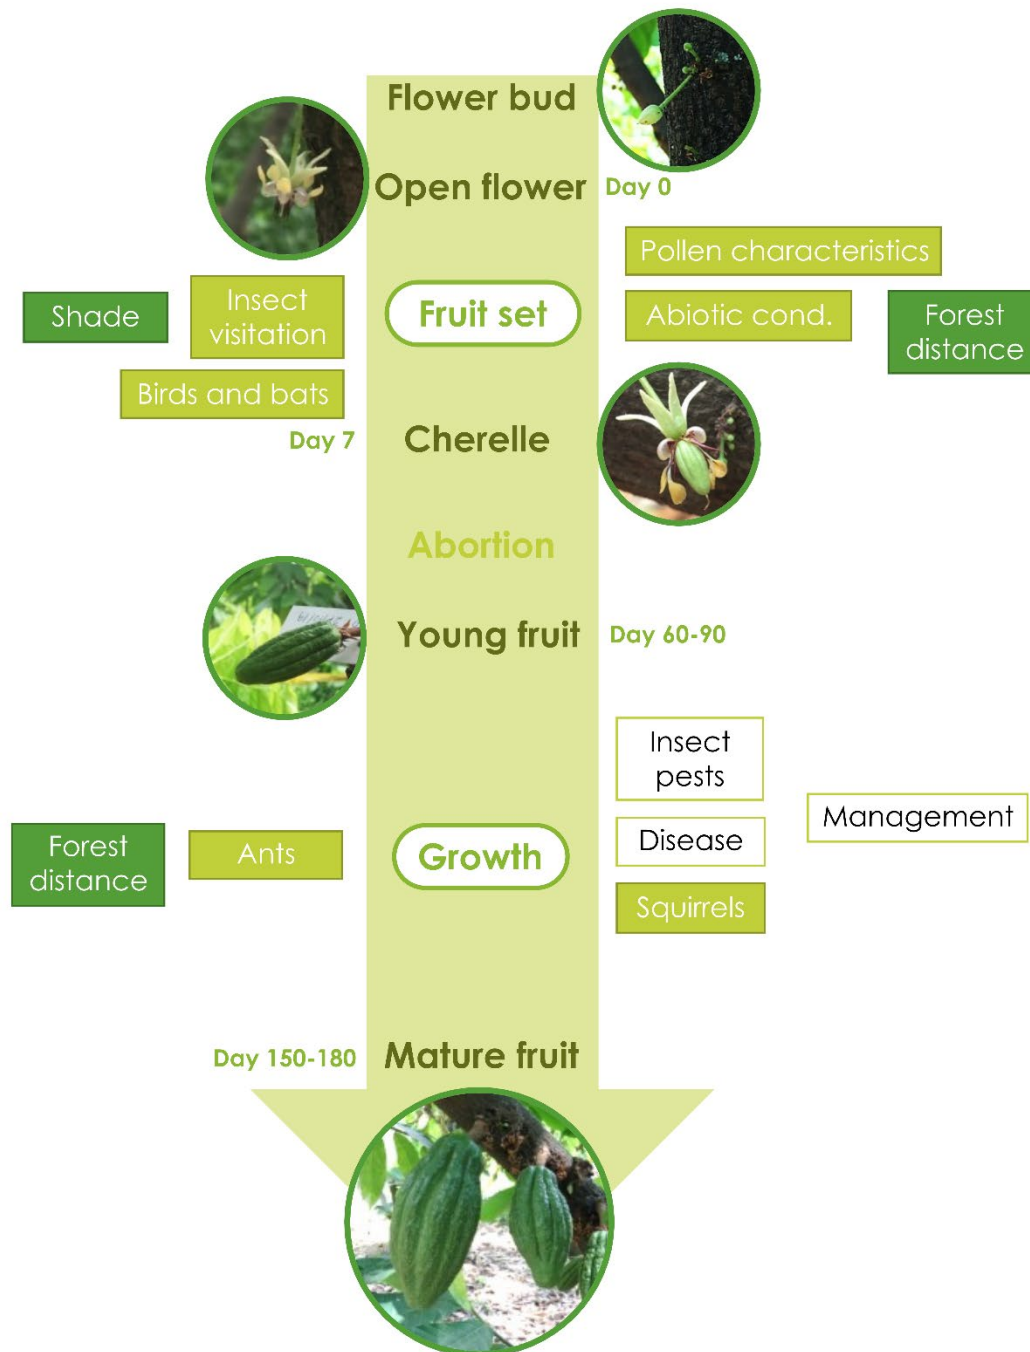 Flower bud
Open flower
Day 0
Pollen characteristics
Shade
Insect
visitation
Fruit set
Abiotic cond.
Forest
distance
Birds and bats
Day 7
Cherelle
Abortion
Young fruit
Day 60-90
Insect
pests
Management
Forest
distance
Ants
Growth
Disease
Squirrels
Day 150-180
Mature fruit